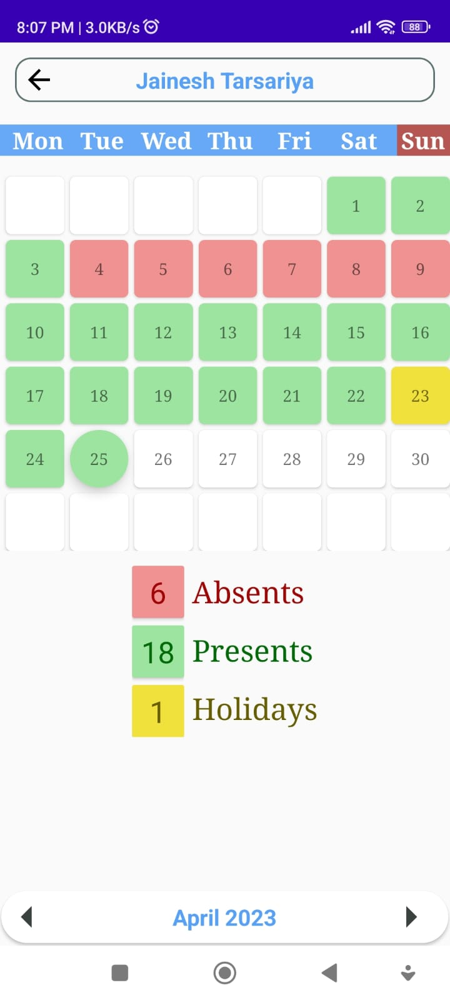 8:07 PM | 3.0KB/s 88
Jainesh Tarsariya
Mon Tue Wed Thu Fri Sat Sun
1 2
3 4 5 6 7 8 9
10 11 12 13 14 15 16
17 18 19 20 21 22 23
24 25 26 27 28 29 30
6 Absents
18 Presents
1 Holidays
April 2023